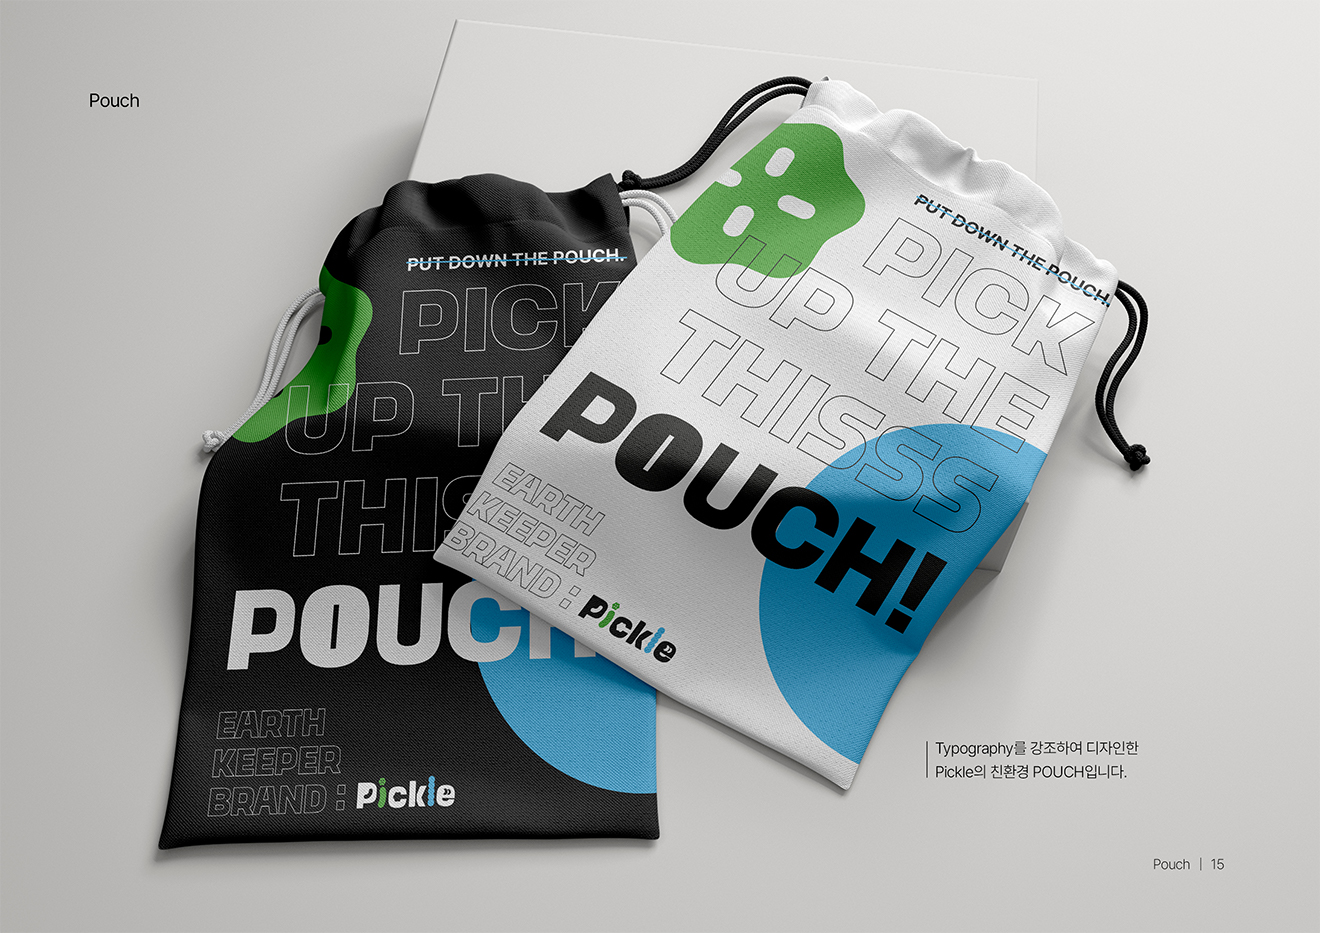 Pouch
PUT DOWN THE POUCH.
PICK
UP THE
THISSS
POUCH!
EARTH
KEEPER
BRAND :
Pickle
PUT DOWN THE POUCH.
PICK
UP TH
THIS
POUCH
EARTH
KEEPER
BRAND :
Pickle
Typography를 강조하여 디자인한
Pickle의 친환경 POUCH입니다.
Pouch | 15